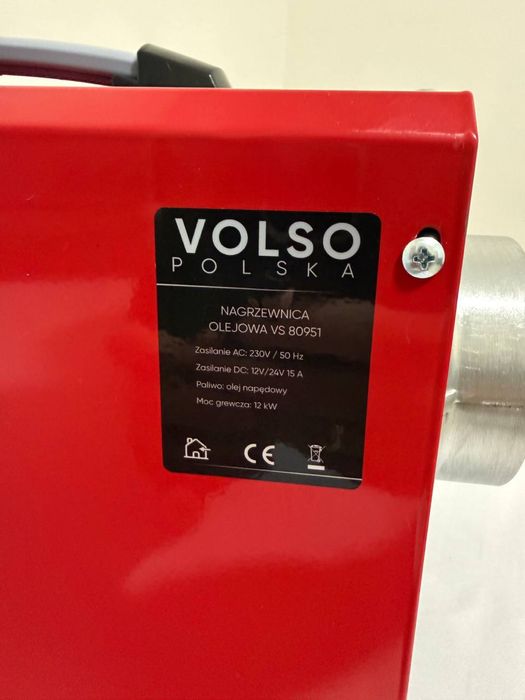 VOLSO
POLSKA
NAGRZEWNICA
OLEJOWA VS 80951
Zasilanie AC: 230V / 50 Hz
Zasilanie DC: 12V/24V 15 A
Paliwo: olej napędowy
Moc grewcza: 12 kW
CE